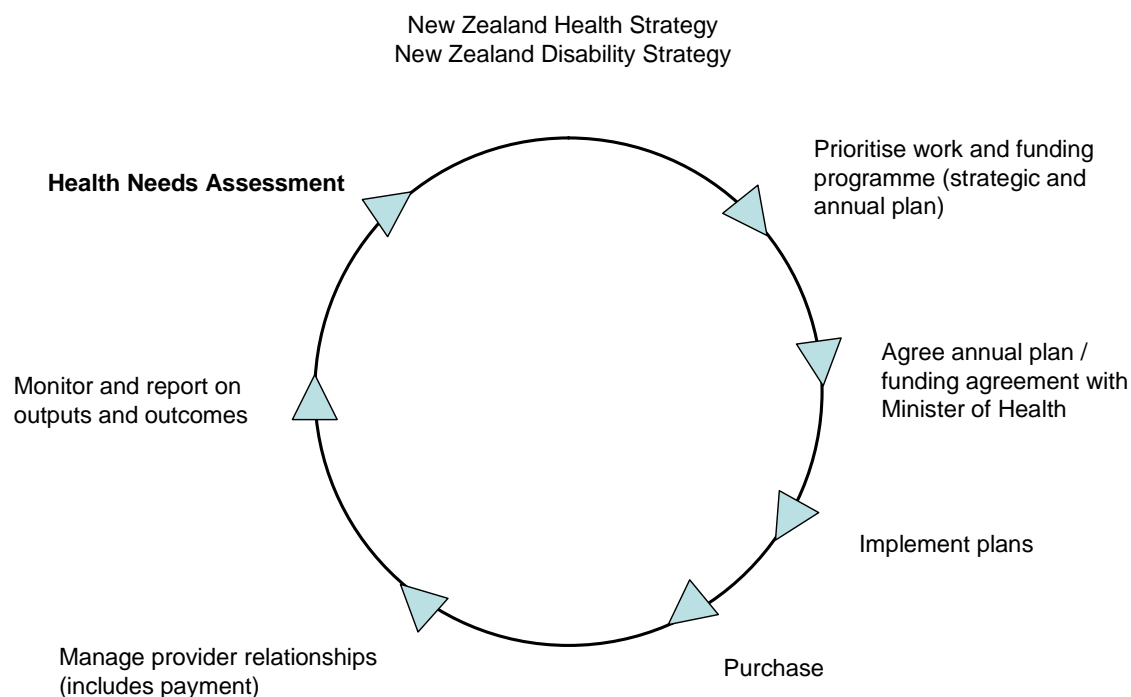 New Zealand Health Strategy
New Zealand Disability Strategy
Prioritise work and funding
programme (strategic and
annual plan)
Agree annual plan /
funding agreement with
Minister of Health
Implement plans
Purchase
Manage provider relationships
(includes payment)
Monitor and report on
outputs and outcomes
Health Needs Assessment